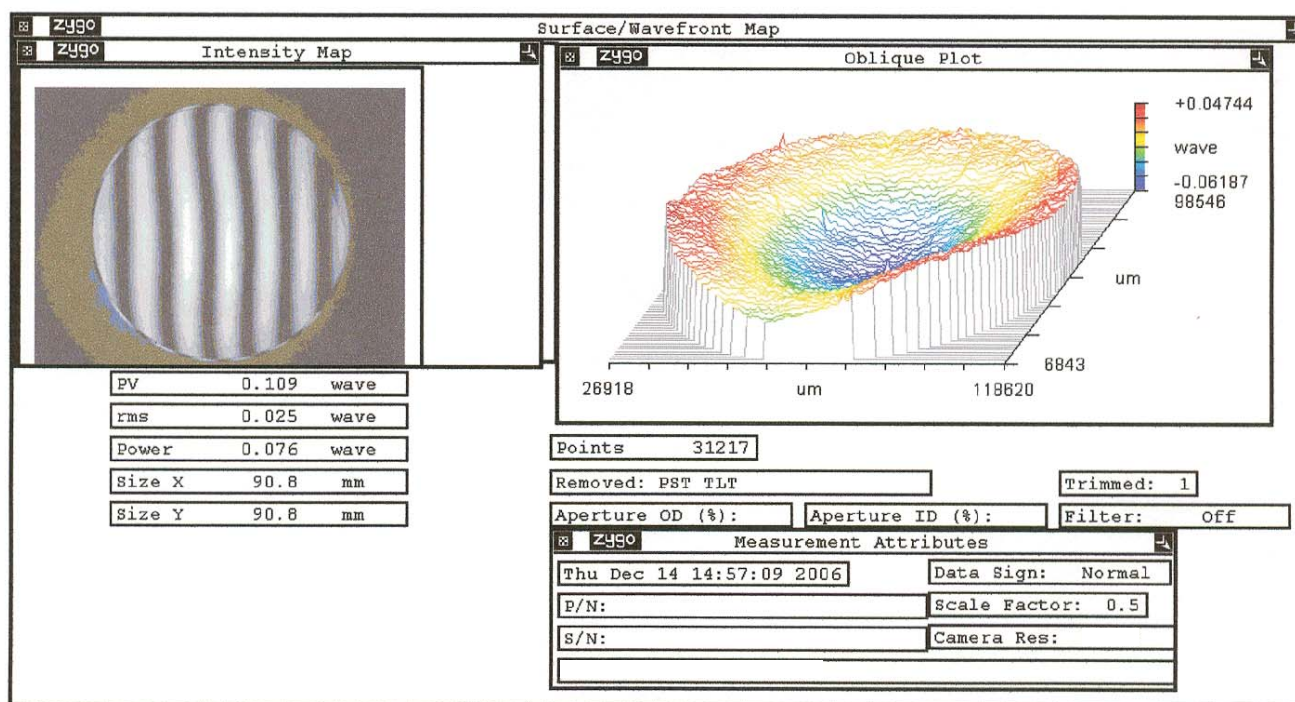 zygo Surface/Wavefront Map
zygo Intensity Map
zygo Oblique Plot
+0.04744
wave
-0.06187
98546
um
6843
26918 um 118620
PV 0.109 wave
rms 0.025 wave
Power 0.076 wave
Size X 90.8 mm
Size Y 90.8 mm
Points 31217
Removed: PST TLT
Trimmed: 1
Aperture OD (%):
Aperture ID (%):
Filter: Off
zygo Measurement Attributes
Thu Dec 14 14:57:09 2006
Data Sign: Normal
P/N:
Scale Factor: 0.5
S/N:
Camera Res: